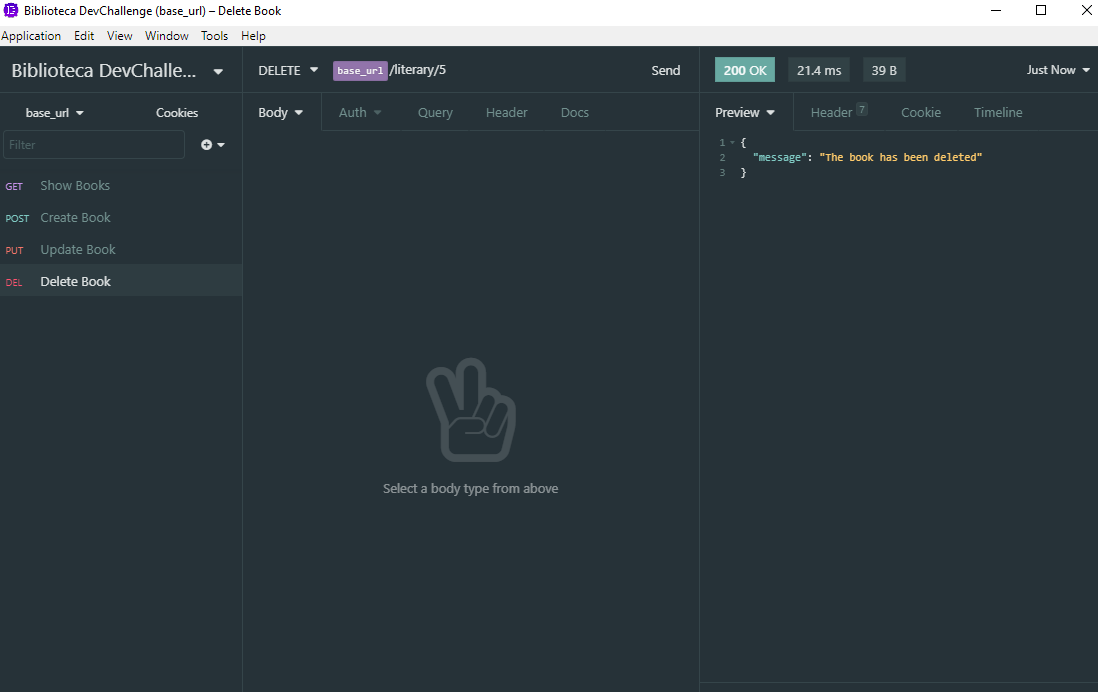 Biblioteca DevChallenge (base_url) – Delete Book
Application Edit View Window Tools Help
Biblioteca DevChalle...
DELETE base_url /literary/5 Send
200 OK 21.4 ms 39 B Just Now
base_url Cookies
Body Auth Query Header Docs
Preview Header 7 Cookie Timeline
Filter
GET Show Books
POST Create Book
PUT Update Book
DEL Delete Book
Select a body type from above
1 {
2 "message": "The book has been deleted"
3 }